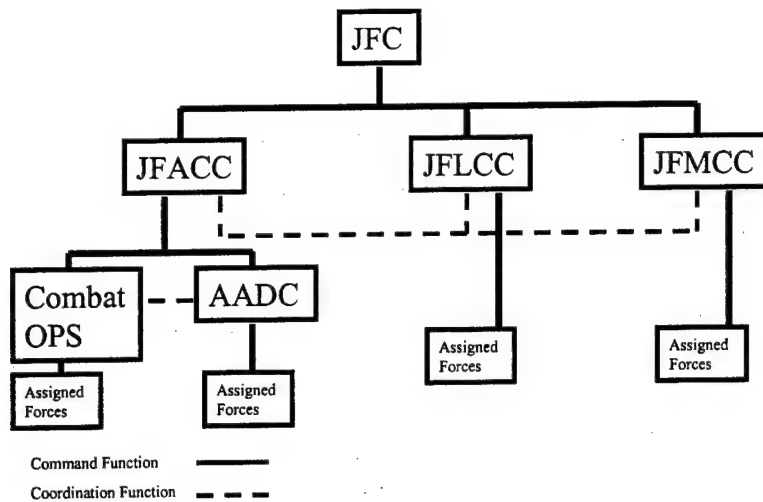 JFC
JFACC
JFLCC
JFMCC
Combat
OPS
AADC
Assigned
Forces
Assigned
Forces
Assigned
Forces
Assigned
Forces
Command Function
Coordination Function